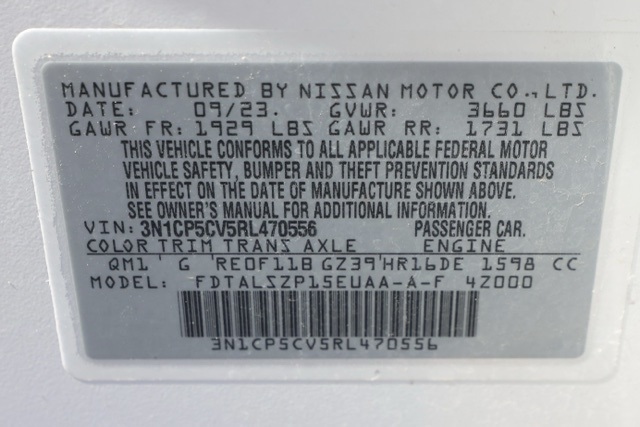 MANUFACTURED BY NISSAN MOTOR CO., LTD.
DATE: 09/23. GVWR: 3660 LBS
GAWR FR: 1929 LBS GAWR RR: 1731 LBS
THIS VEHICLE CONFORMS TO ALL APPLICABLE FEDERAL MOTOR
VEHICLE SAFETY, BUMPER AND THEFT PREVENTION STANDARDS
IN EFFECT ON THE DATE OF MANUFACTURE SHOWN ABOVE.
SEE OWNER'S MANUAL FOR ADDITIONAL INFORMATION.
VIN: 3N1CP5CV5RL470556 PASSENGER CAR.
COLOR TRIM TRANS AXLE ENGINE
QM1 G RE0F11B GZ39 HR16DE 1598 CC
MODEL: FDTALSZP15EUAA-A-F 4Z000
3N1CP5CV5RL470556